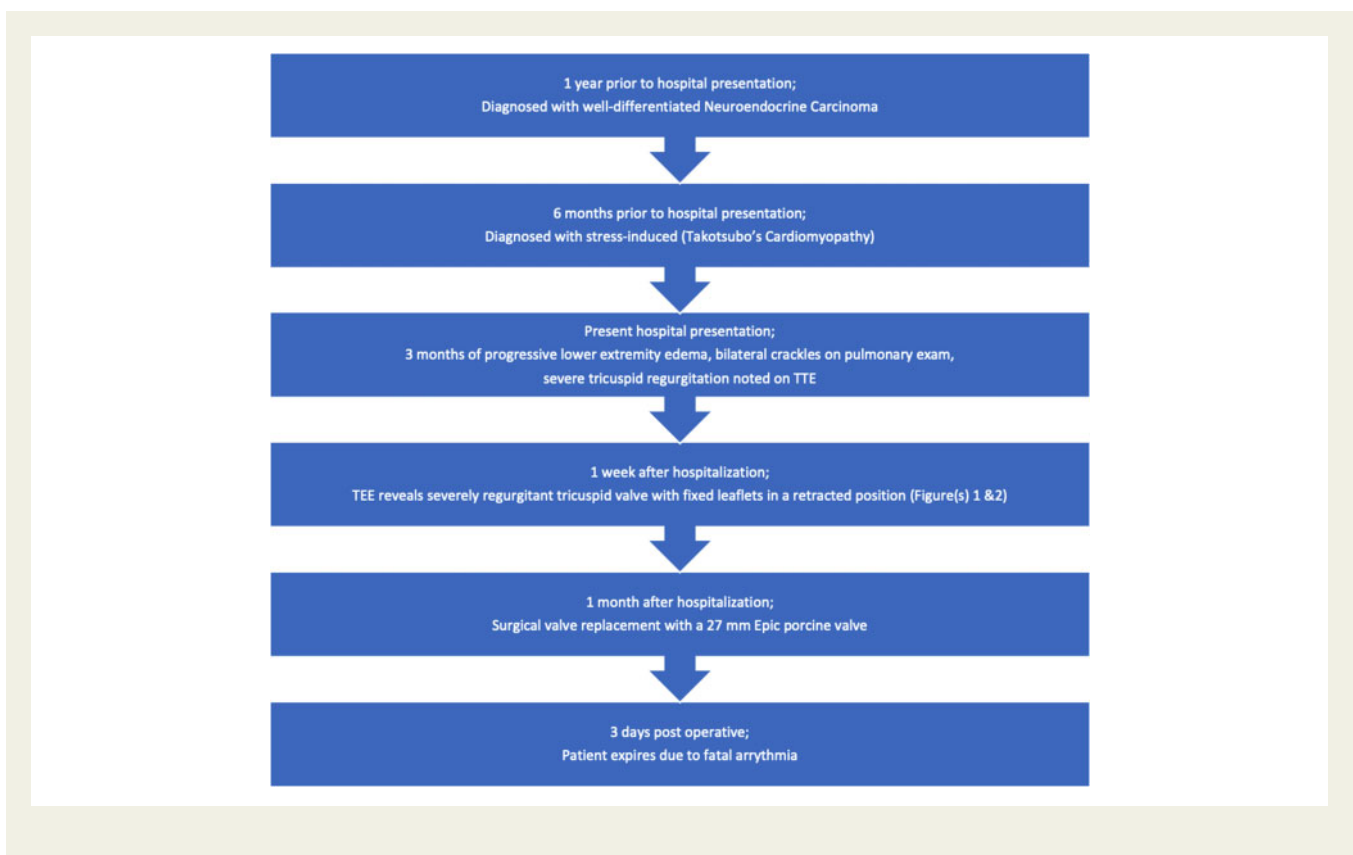 1 year prior to hospital presentation;
Diagnosed with well-differentiated Neuroendocrine Carcinoma
6 months prior to hospital presentation;
Diagnosed with stress-induced (Takotsubo’s Cardiomyopathy)
Present hospital presentation;
3 months of progressive lower extremity edema, bilateral crackles on pulmonary exam,
severe tricuspid regurgitation noted on TTE
1 week after hospitalization;
TEE reveals severely regurgitant tricuspid valve with fixed leaflets in a retracted position (Figure(s) 1 &2)
1 month after hospitalization;
Surgical valve replacement with a 27 mm Epic porcine valve
3 days post operative;
Patient expires due to fatal arrythmia